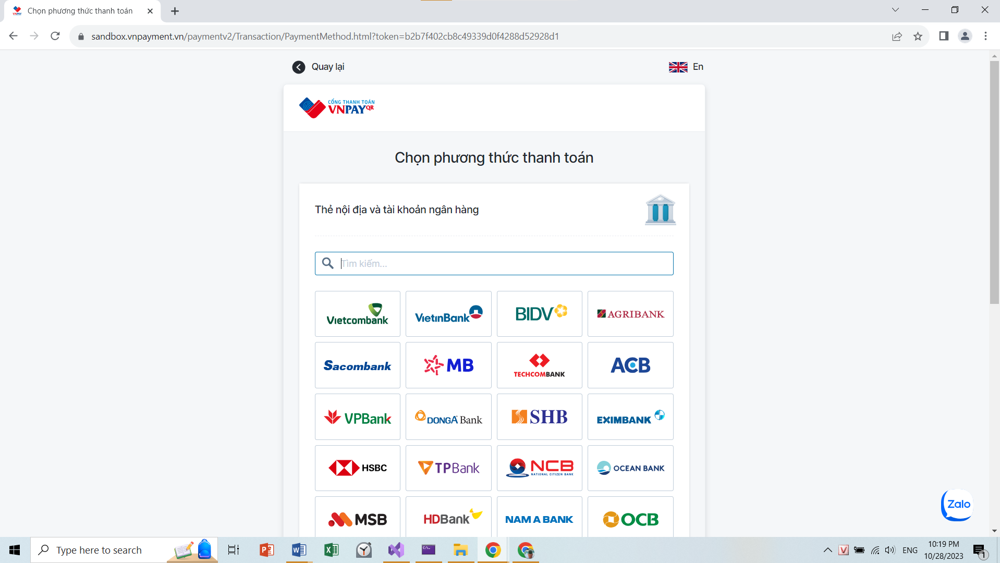 Chọn phương thức thanh toán
sandbox.vnpayment.vn/paymentv2/Transaction/PaymentMethod.html?token=b2b7f402cb8c49339d0f4288d52928d1
Quay lại
En
CỔNG THANH TOÁN
VNPAYQR
Chọn phương thức thanh toán
Thẻ nội địa và tài khoản ngân hàng
Tìm kiếm...
Vietcombank
VietinBank
BIDV
AGRIBANK
Sacombank
MB
TECHCOMBANK
ACB
VPBank
DONGA Bank
SHB
EXIMBANK
HSBC
TPBank
NCB
NATIONAL CITIZEN BANK
OCEAN BANK
MSB
HDBank
NAM A BANK
OCB
Zalo
Type here to search
ENG
10:19 PM
10/28/2023
1